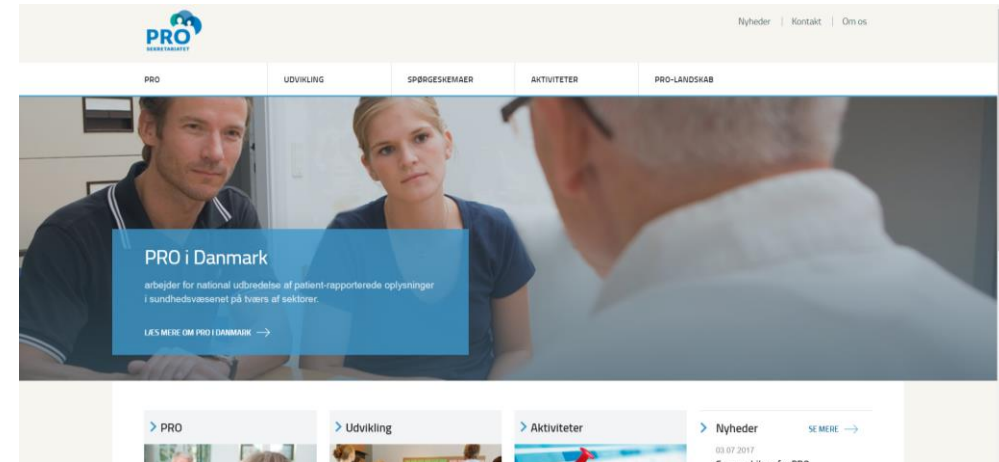 PRO
SEKRETARIATET
Nyheder | Kontakt | Om os
PRO UDVIKLING SPØRGESKEMAER AKTIVITETER PRO-LANDSKAB
PRO i Danmark
arbejder for national udbredelse af patient-rapporterede oplysninger
i sundhedsvæsenet på tværs af sektorer.
LÆS MERE OM PRO I DANMARK
PRO
Udvikling
Aktiviteter
Nyheder SE MERE
03.07.2017